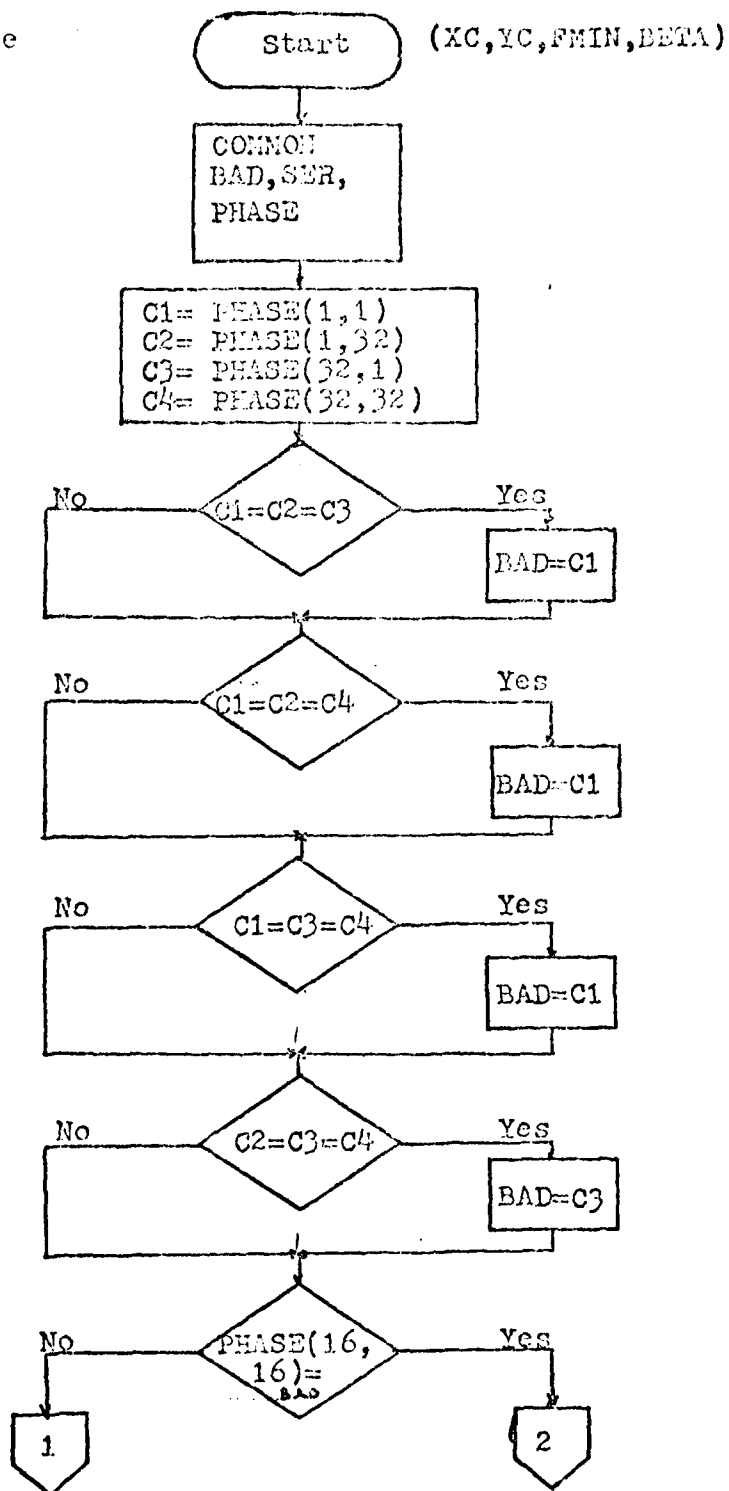 e
Start (XC,YC,FMIN,BETA)
COMMON
BAD,SER,
PHASE
C1= PHASE(1,1)
C2= PHASE(1,32)
C3= PHASE(32,1)
C4= PHASE(32,32)
No C1=C2=C3 Yes
BAD=C1
No C1=C2=C4 Yes
BAD=C1
No C1=C3=C4 Yes
BAD=C1
No C2=C3=C4 Yes
BAD=C3
No PHASE(16, Yes
16)=
BAD
1 2